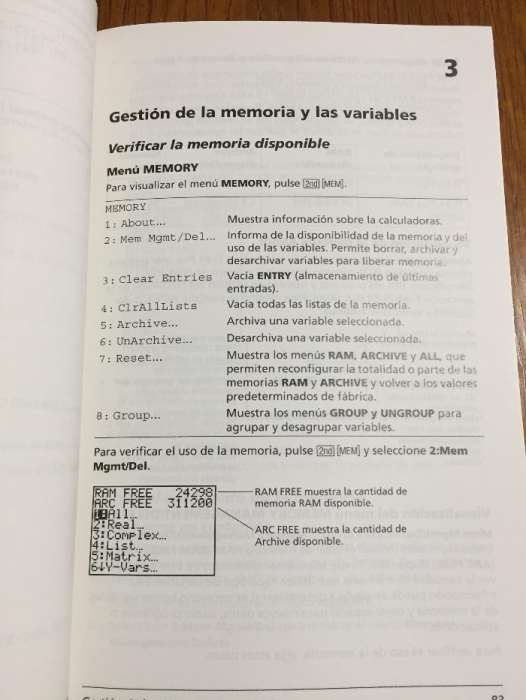 3
Gestión de la memoria y las variables
Verificar la memoria disponible
Menú MEMORY
Para visualizar el menú MEMORY, pulse [2nd] [MEM].
MEMORY
1: About... Muestra información sobre la calculadoras.
2: Mem Mgmt/Del... Informa de la disponibilidad de la memoria y del
uso de las variables. Permite borrar, archivar y
desarchivar variables para liberar memoria.
3: Clear Entries Vacía ENTRY (almacenamiento de últimas
entradas).
4: ClrAllLists Vacía todas las listas de la memoria.
5: Archive... Archiva una variable seleccionada.
6: UnArchive... Desarchiva una variable seleccionada.
7: Reset... Muestra los menús RAM, ARCHIVE y ALL, que
permiten reconfigurar la totalidad o parte de las
memorias RAM y ARCHIVE y volver a los valores
predeterminados de fábrica.
8: Group... Muestra los menús GROUP y UNGROUP para
agrupar y desagrupar variables.
Para verificar el uso de la memoria, pulse [2nd] [MEM] y seleccione 2:Mem
Mgmt/Del.
RAM FREE 24298
ARC FREE 311200
1:All…
2:Real…
3:Complex…
4:List…
5:Matrix…
6↓Y-Vars…
RAM FREE muestra la cantidad de
memoria RAM disponible.
ARC FREE muestra la cantidad de
Archive disponible.